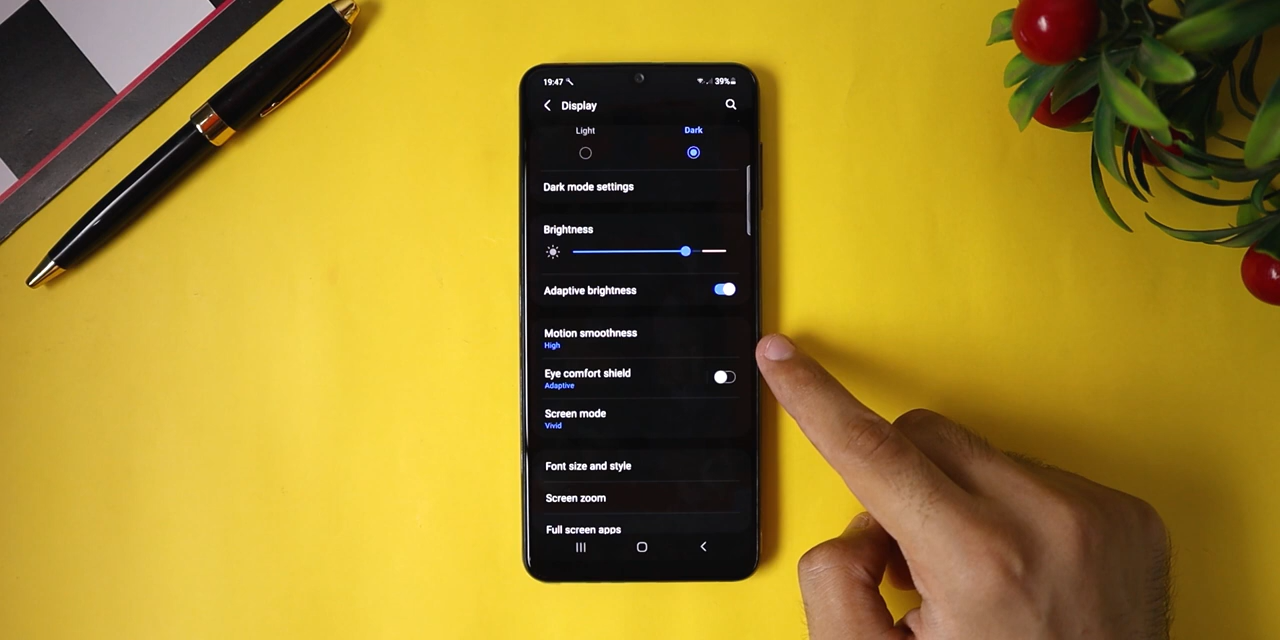 19:47 39%
Display
Light Dark
Dark mode settings
Brightness
Adaptive brightness
Motion smoothness
High
Eye comfort shield
Adaptive
Screen mode
Vivid
Font size and style
Screen zoom
Full screen apps